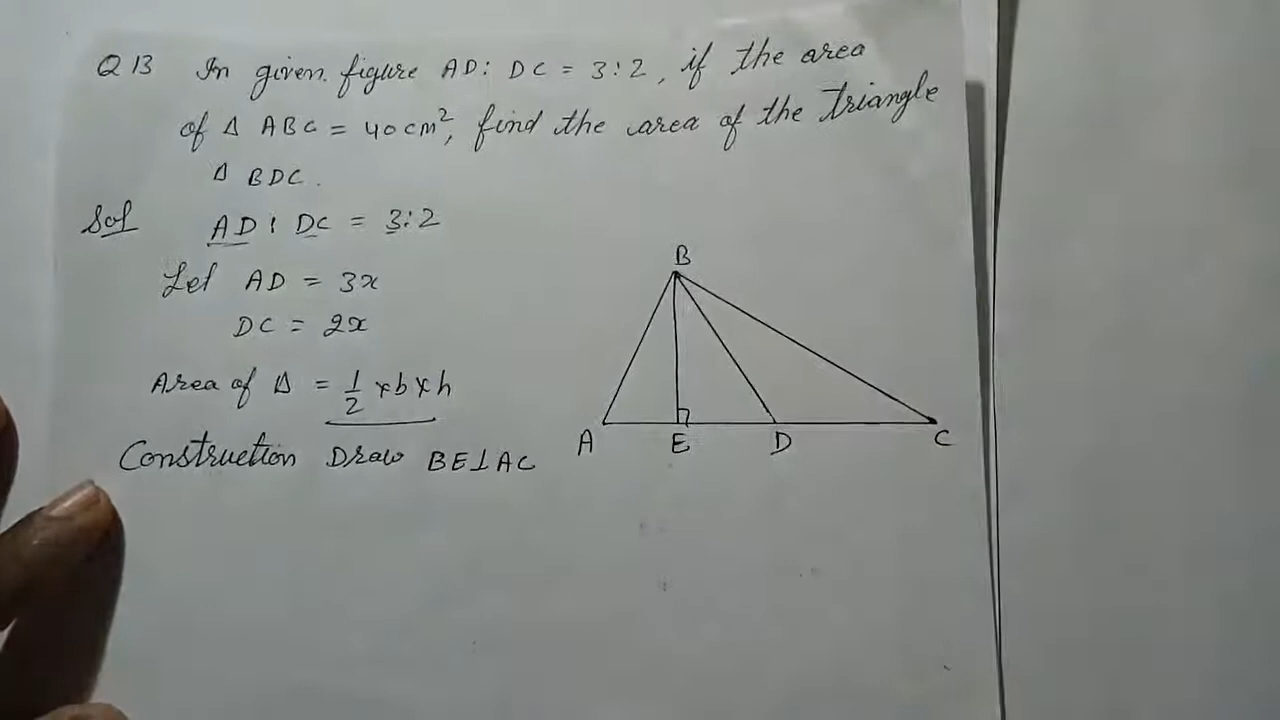 Q 13 In given. figure AD: DC = 3:2, if the area
of Δ ABC = 40 cm², find the area of the triangle
Δ BDC.
Sol AD : DC = 3:2
Let AD = 3x
DC = 2x
Area of Δ = 1/2 × b × h
Construction Draw BE⊥AC
B
A E D C